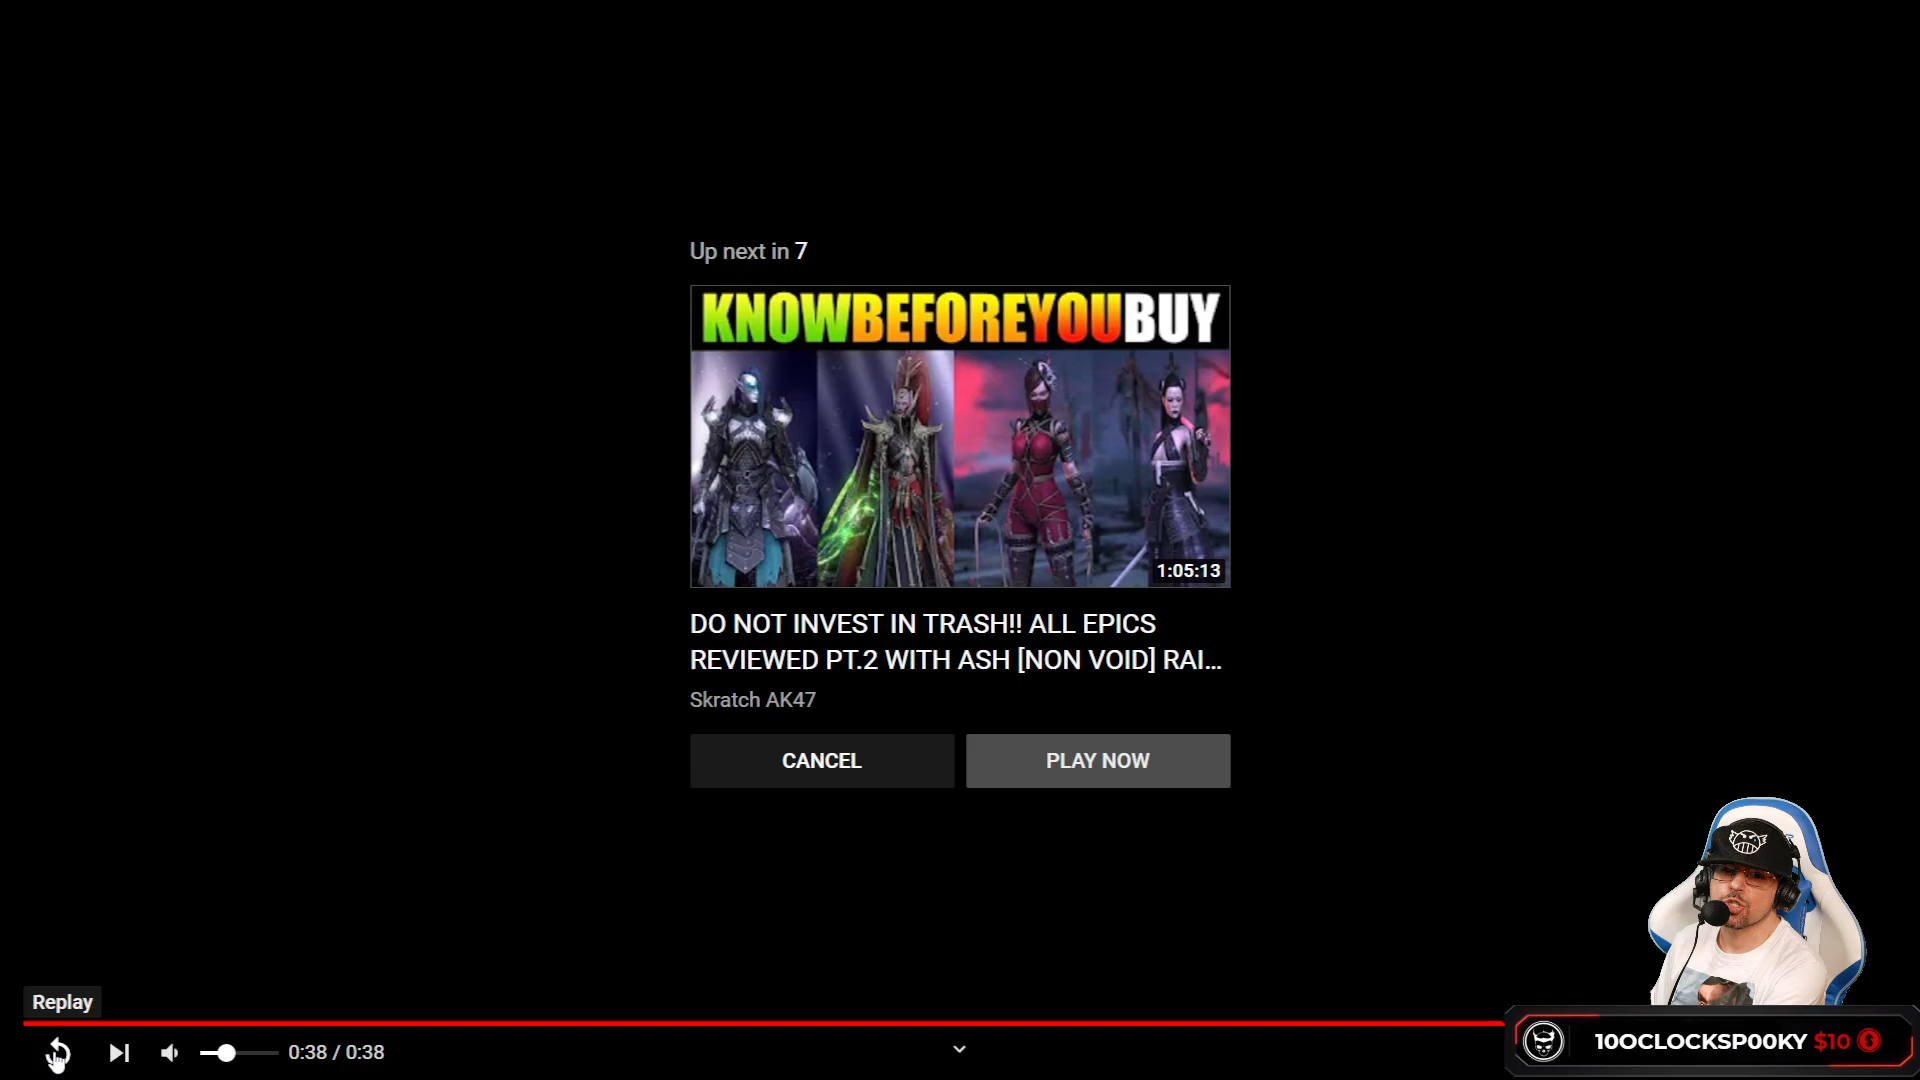 Up next in 7
KNOWBEFOREYOUBUY
1:05:13
DO NOT INVEST IN TRASH!! ALL EPICS
REVIEWED PT.2 WITH ASH [NON VOID] RAI...
Skratch AK47
CANCEL
PLAY NOW
Replay
0:38 / 0:38
10OCLOCKSP00KY $10